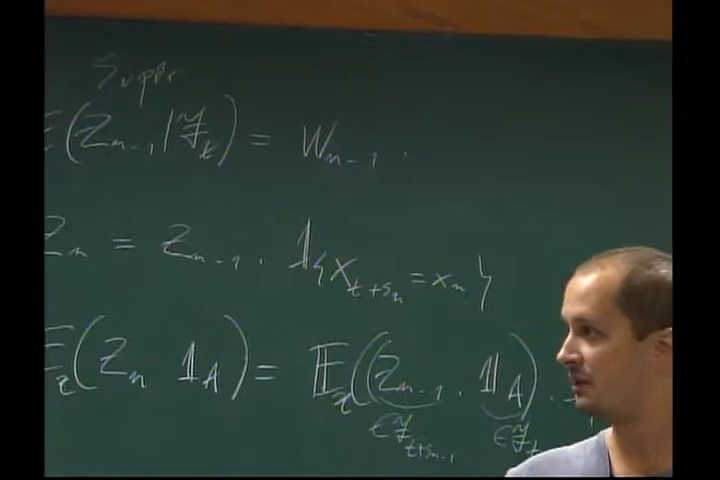 Supòr
E(Z_{n-1} | ℱ_t) = W_{n-1}.
Z_n = Z_{n-1} . 𝟙_{{X_{t+s_n} = x_n}}
E_x(Z_n 𝟙_A) = E_x(Z_{n-1} . 𝟙_A) .
∈ℱ_{t+s_{n-1}} ∈ℱ_t